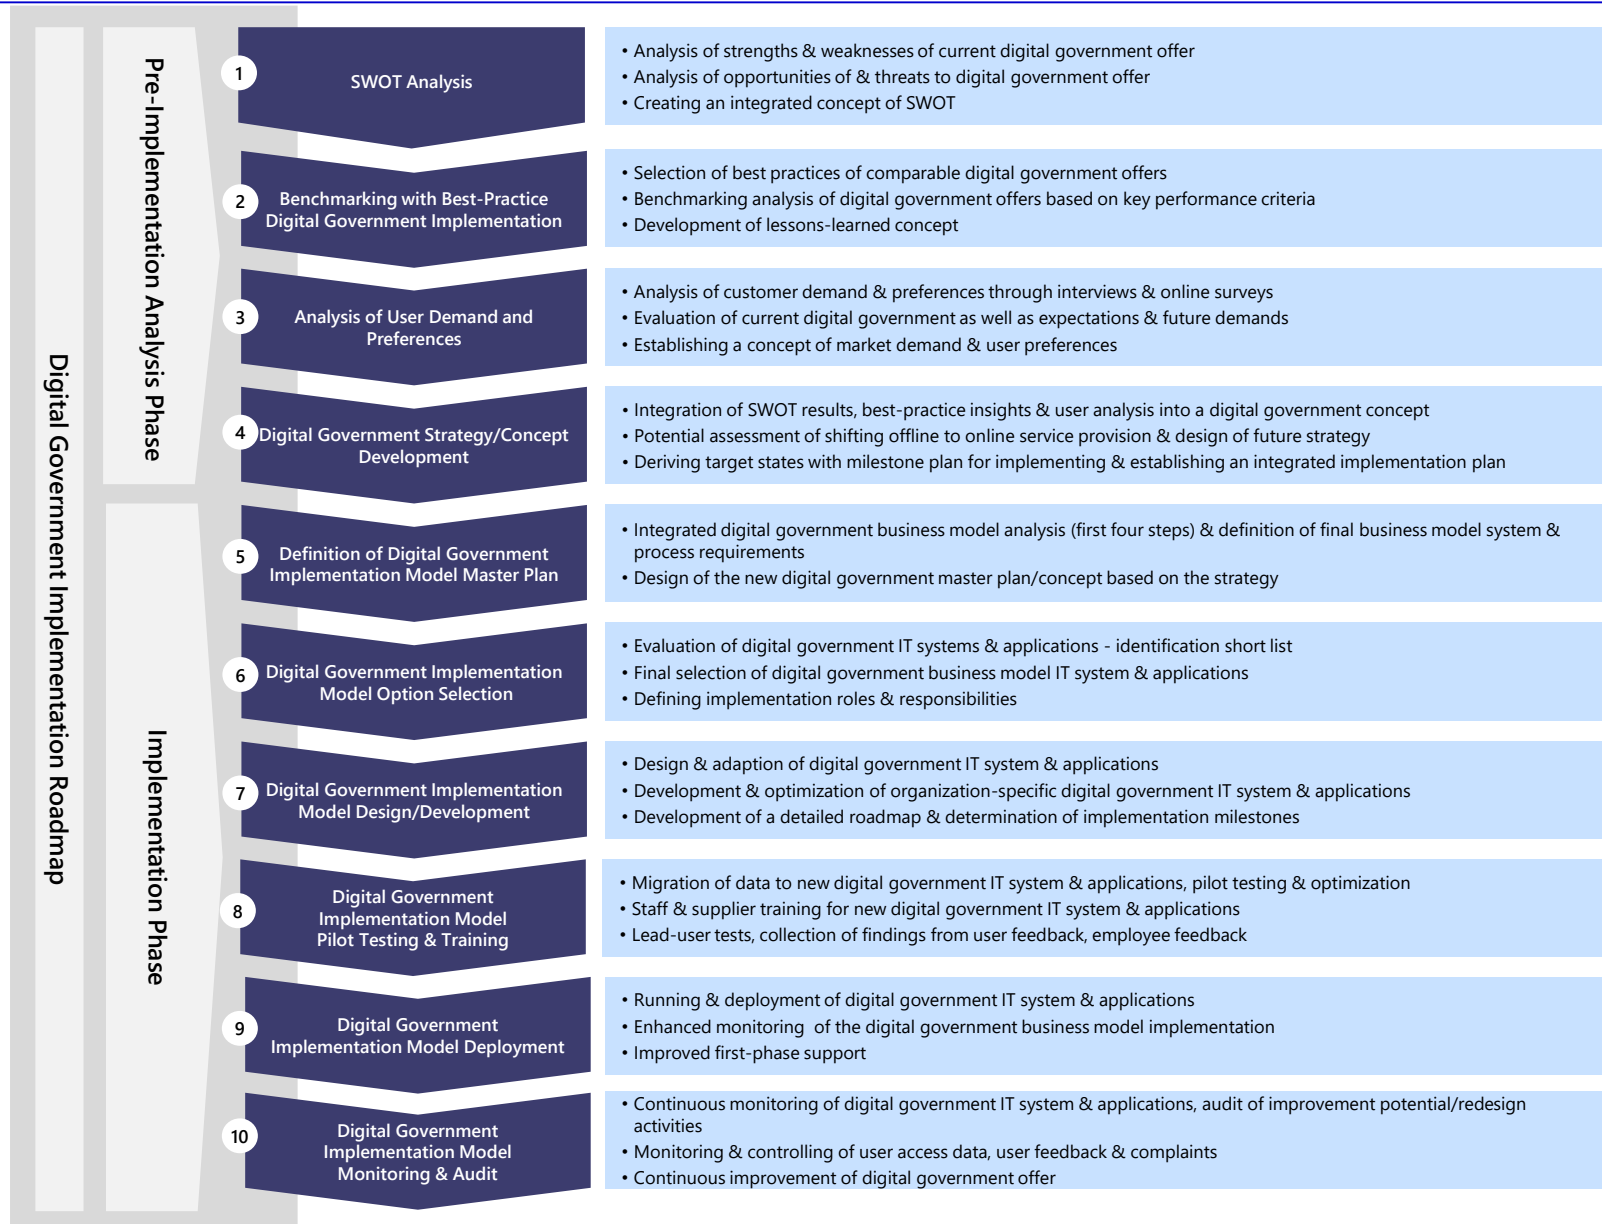 Digital Government Implementation Roadmap
Pre-Implementation Analysis Phase
1
SWOT Analysis
• Analysis of strengths & weaknesses of current digital government offer
• Analysis of opportunities of & threats to digital government offer
• Creating an integrated concept of SWOT
2
Benchmarking with Best-Practice
Digital Government Implementation
• Selection of best practices of comparable digital government offers
• Benchmarking analysis of digital government offers based on key performance criteria
• Development of lessons-learned concept
3
Analysis of User Demand and
Preferences
• Analysis of customer demand & preferences through interviews & online surveys
• Evaluation of current digital government as well as expectations & future demands
• Establishing a concept of market demand & user preferences
4
Digital Government Strategy/Concept
Development
• Integration of SWOT results, best-practice insights & user analysis into a digital government concept
• Potential assessment of shifting offline to online service provision & design of future strategy
• Deriving target states with milestone plan for implementing & establishing an integrated implementation plan
Implementation Phase
5
Definition of Digital Government
Implementation Model Master Plan
• Integrated digital government business model analysis (first four steps) & definition of final business model system &
process requirements
• Design of the new digital government master plan/concept based on the strategy
6
Digital Government Implementation
Model Option Selection
• Evaluation of digital government IT systems & applications - identification short list
• Final selection of digital government business model IT system & applications
• Defining implementation roles & responsibilities
7
Digital Government Implementation
Model Design/Development
• Design & adaption of digital government IT system & applications
• Development & optimization of organization-specific digital government IT system & applications
• Development of a detailed roadmap & determination of implementation milestones
8
Digital Government
Implementation Model
Pilot Testing & Training
• Migration of data to new digital government IT system & applications, pilot testing & optimization
• Staff & supplier training for new digital government IT system & applications
• Lead-user tests, collection of findings from user feedback, employee feedback
9
Digital Government
Implementation Model Deployment
• Running & deployment of digital government IT system & applications
• Enhanced monitoring of the digital government business model implementation
• Improved first-phase support
10
Digital Government
Implementation Model
Monitoring & Audit
• Continuous monitoring of digital government IT system & applications, audit of improvement potential/redesign
activities
• Monitoring & controlling of user access data, user feedback & complaints
• Continuous improvement of digital government offer